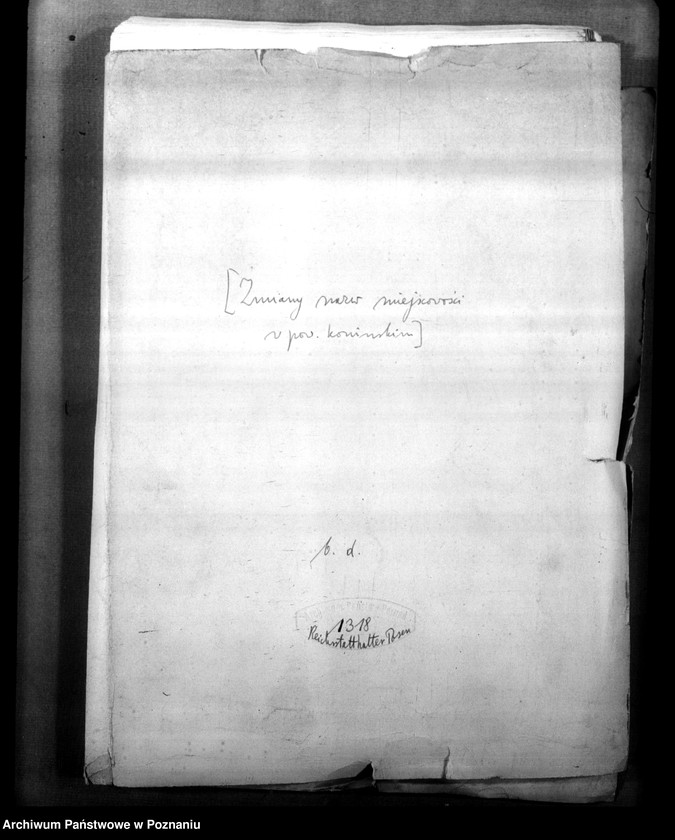 [Zmiany nazw miejscowości
w pow. konińskim]
b. d.
1318
Reichsstatthalter Posen
Archiwum Państwowe w Poznaniu